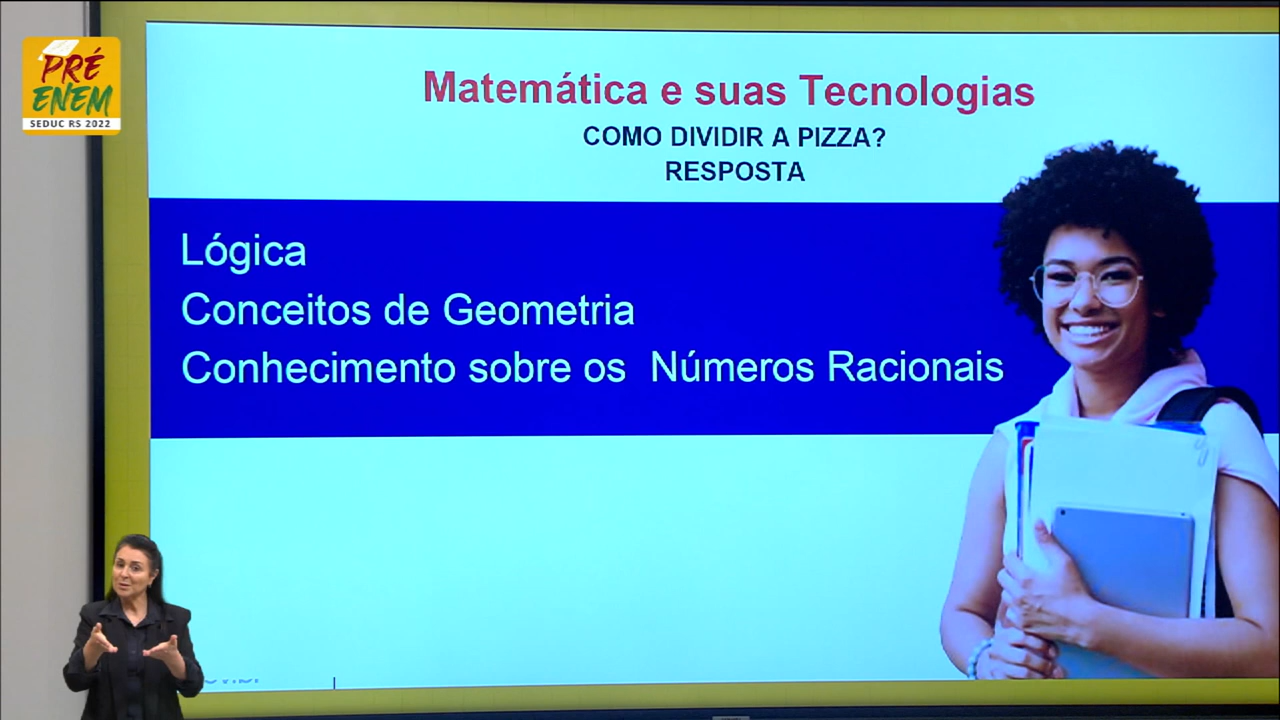 PRÉ
ENEM
SEDUC RS 2022
Matemática e suas Tecnologias
COMO DIVIDIR A PIZZA?
RESPOSTA
Lógica
Conceitos de Geometria
Conhecimento sobre os Números Racionais